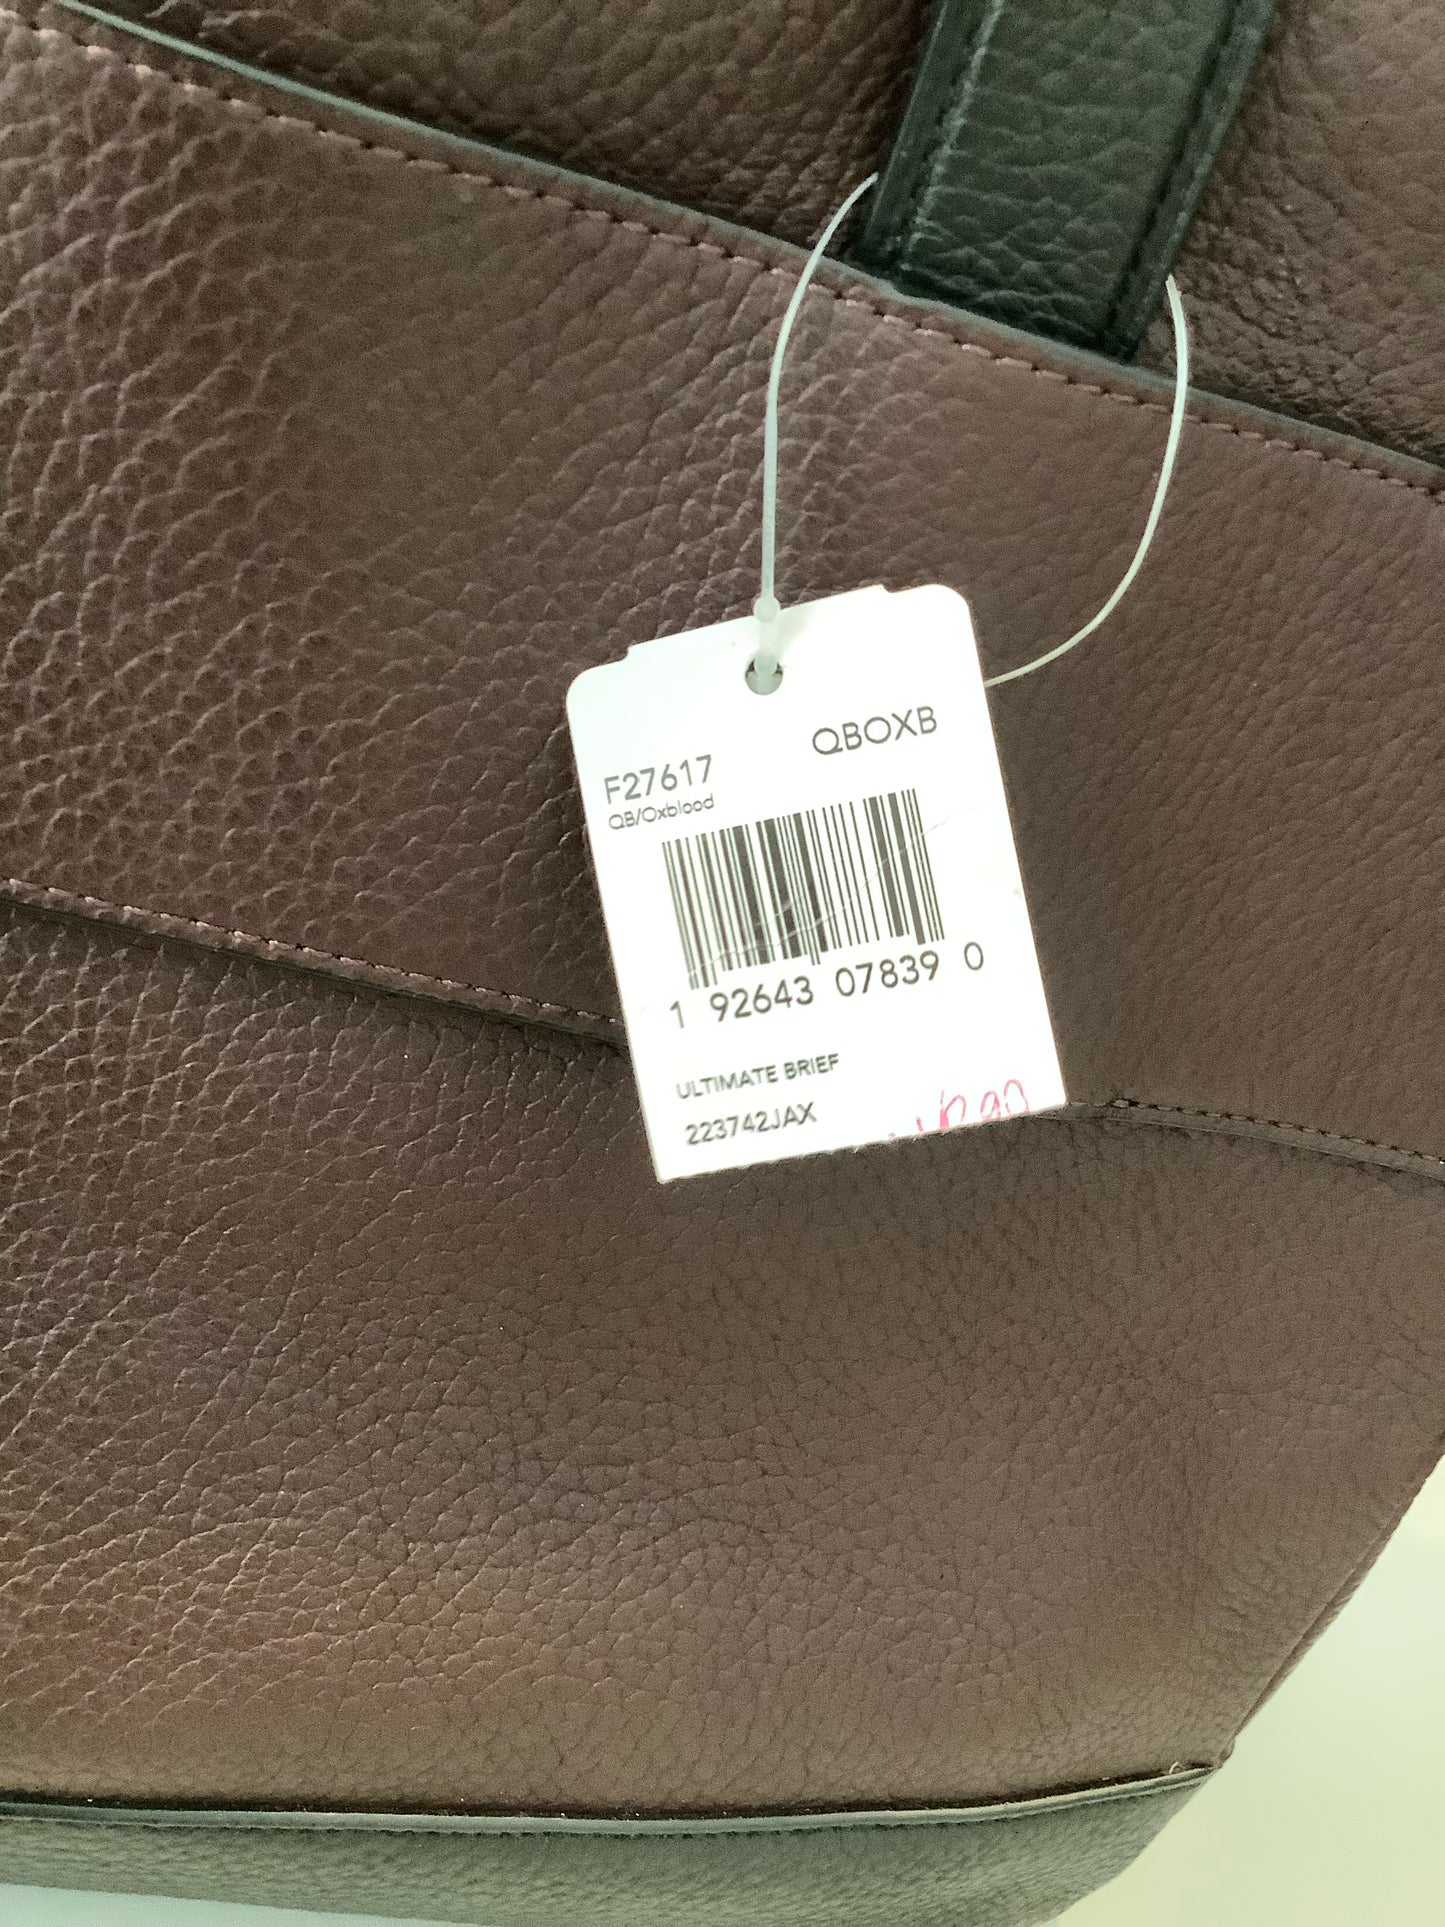 QBOXB
F27617
QB/Oxblood
1 92643 07839 0
ULTIMATE BRIEF
223742JAX